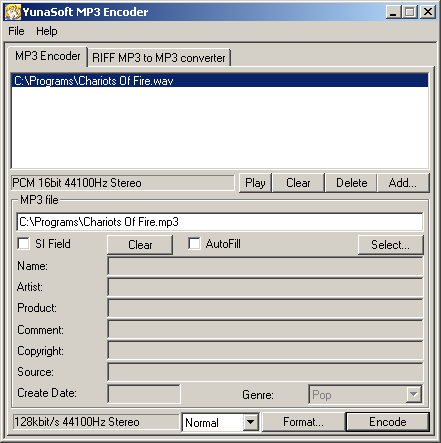 YunaSoft MP3 Encoder
File Help
MP3 Encoder RIFF MP3 to MP3 converter
C:\Programs\Chariots Of Fire.wav
PCM 16bit 44100Hz Stereo Play Clear Delete Add...
MP3 file
C:\Programs\Chariots Of Fire.mp3
SI Field Clear AutoFill Select...
Name:
Artist:
Product:
Comment:
Copyright:
Source:
Create Date: Genre: Pop
128kbit/s 44100Hz Stereo Normal Format... Encode